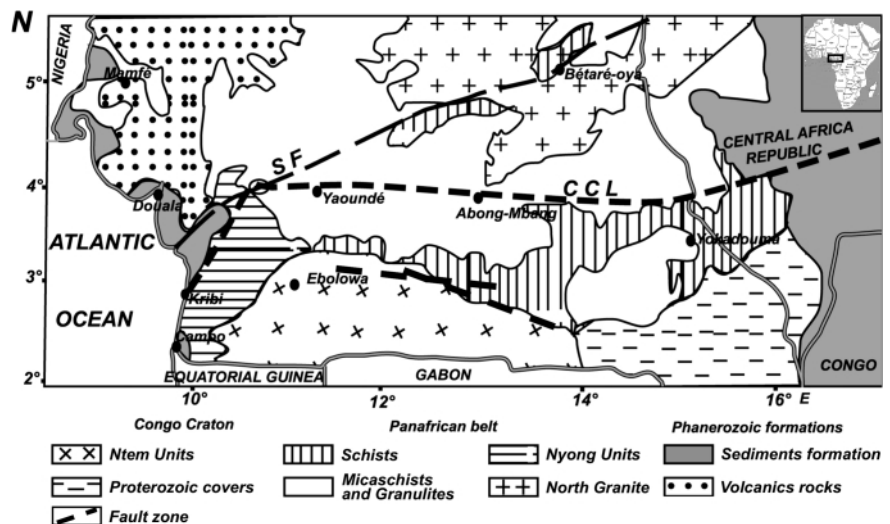 N
NIGERIA
Mamfé
5°
Bétaré-oya
CENTRAL AFRICA
REPUBLIC
S F
4°
C C L
Douala
Yaoundé
Abong-Mbang
ATLANTIC
Yokadouma
3°
Ebolowa
Kribi
OCEAN
Campo
CONGO
2°
EQUATORIAL GUINEA
GABON
10°
12°
14°
16° E
Congo Craton
Panafrican belt
Phanerozoic formations
Ntem Units
Schists
Nyong Units
Sediments formation
Proterozoic covers
Micaschists
and Granulites
North Granite
Volcanics rocks
Fault zone